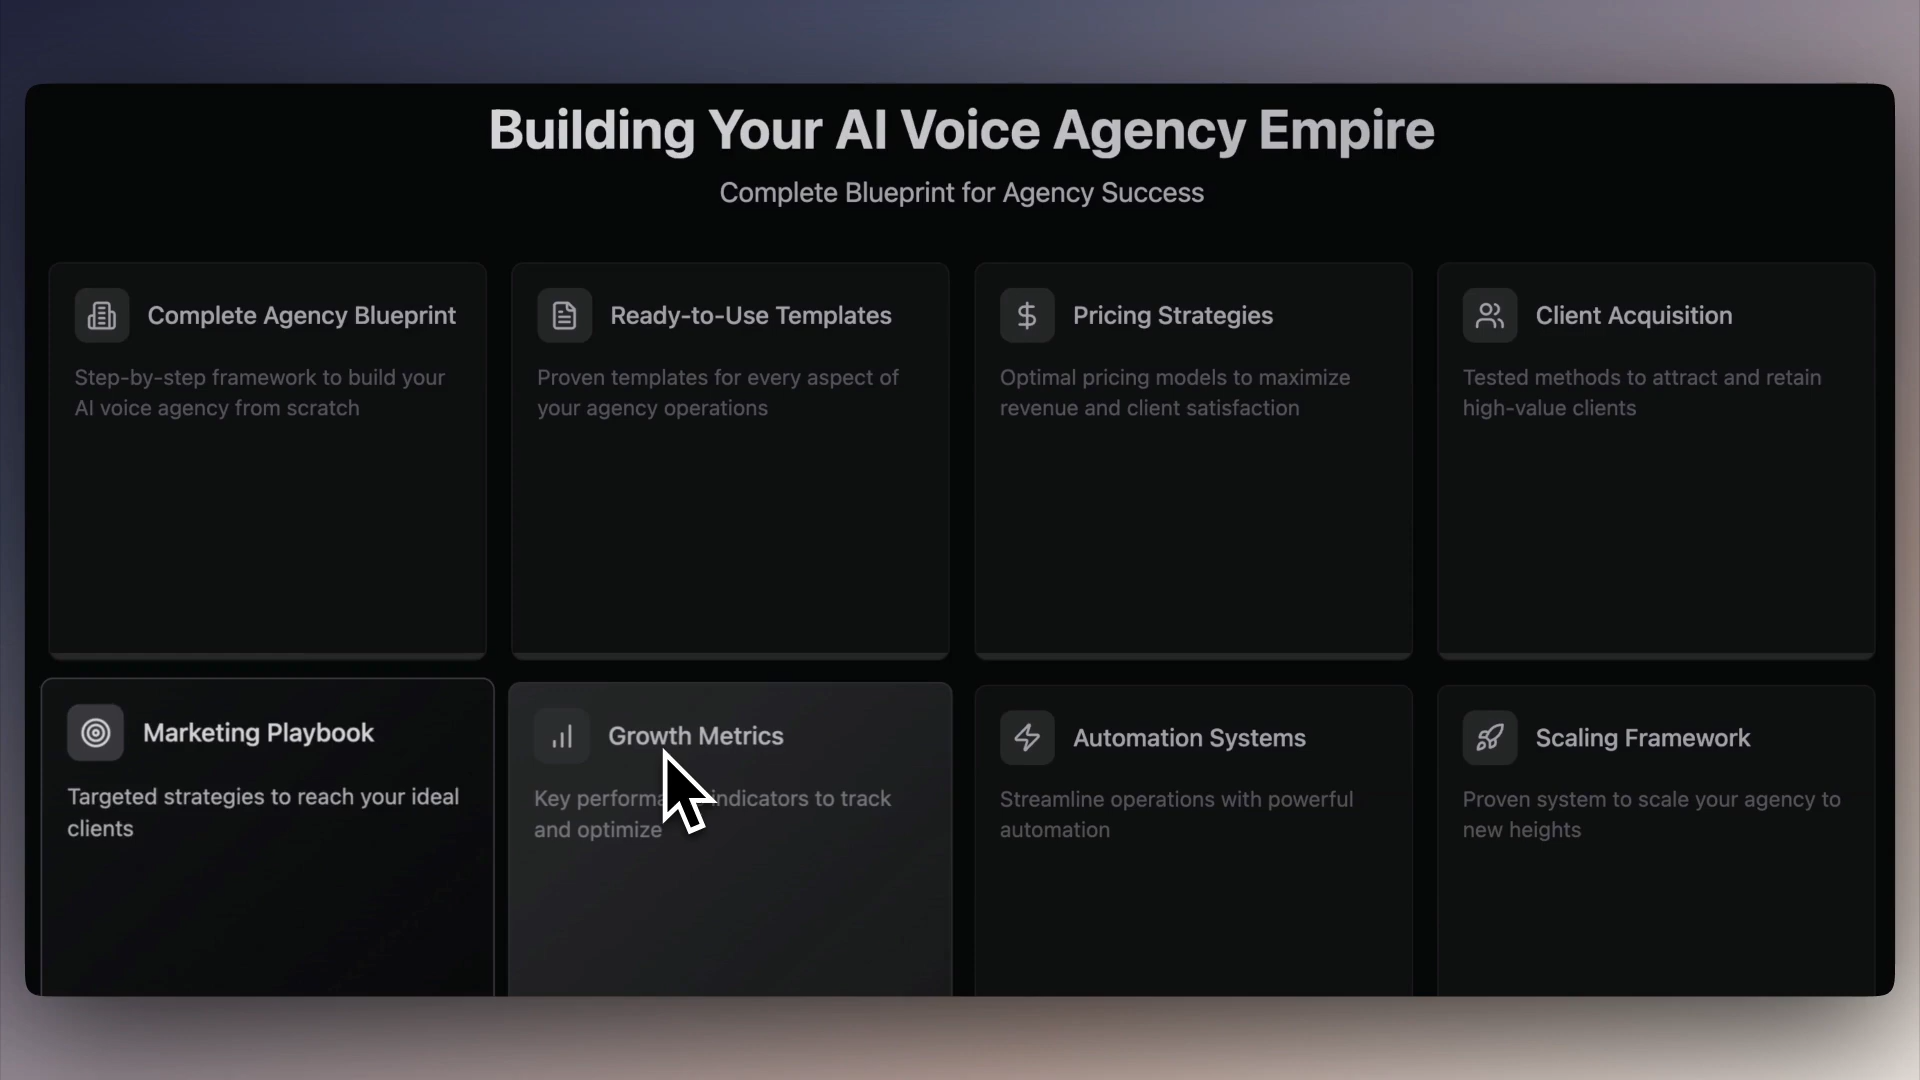 Building Your AI Voice Agency Empire
Complete Blueprint for Agency Success
Complete Agency Blueprint
Step-by-step framework to build your
AI voice agency from scratch
Ready-to-Use Templates
Proven templates for every aspect of
your agency operations
Pricing Strategies
Optimal pricing models to maximize
revenue and client satisfaction
Client Acquisition
Tested methods to attract and retain
high-value clients
Marketing Playbook
Targeted strategies to reach your ideal
clients
Growth Metrics
Key performance indicators to track
and optimize
Automation Systems
Streamline operations with powerful
automation
Scaling Framework
Proven system to scale your agency to
new heights